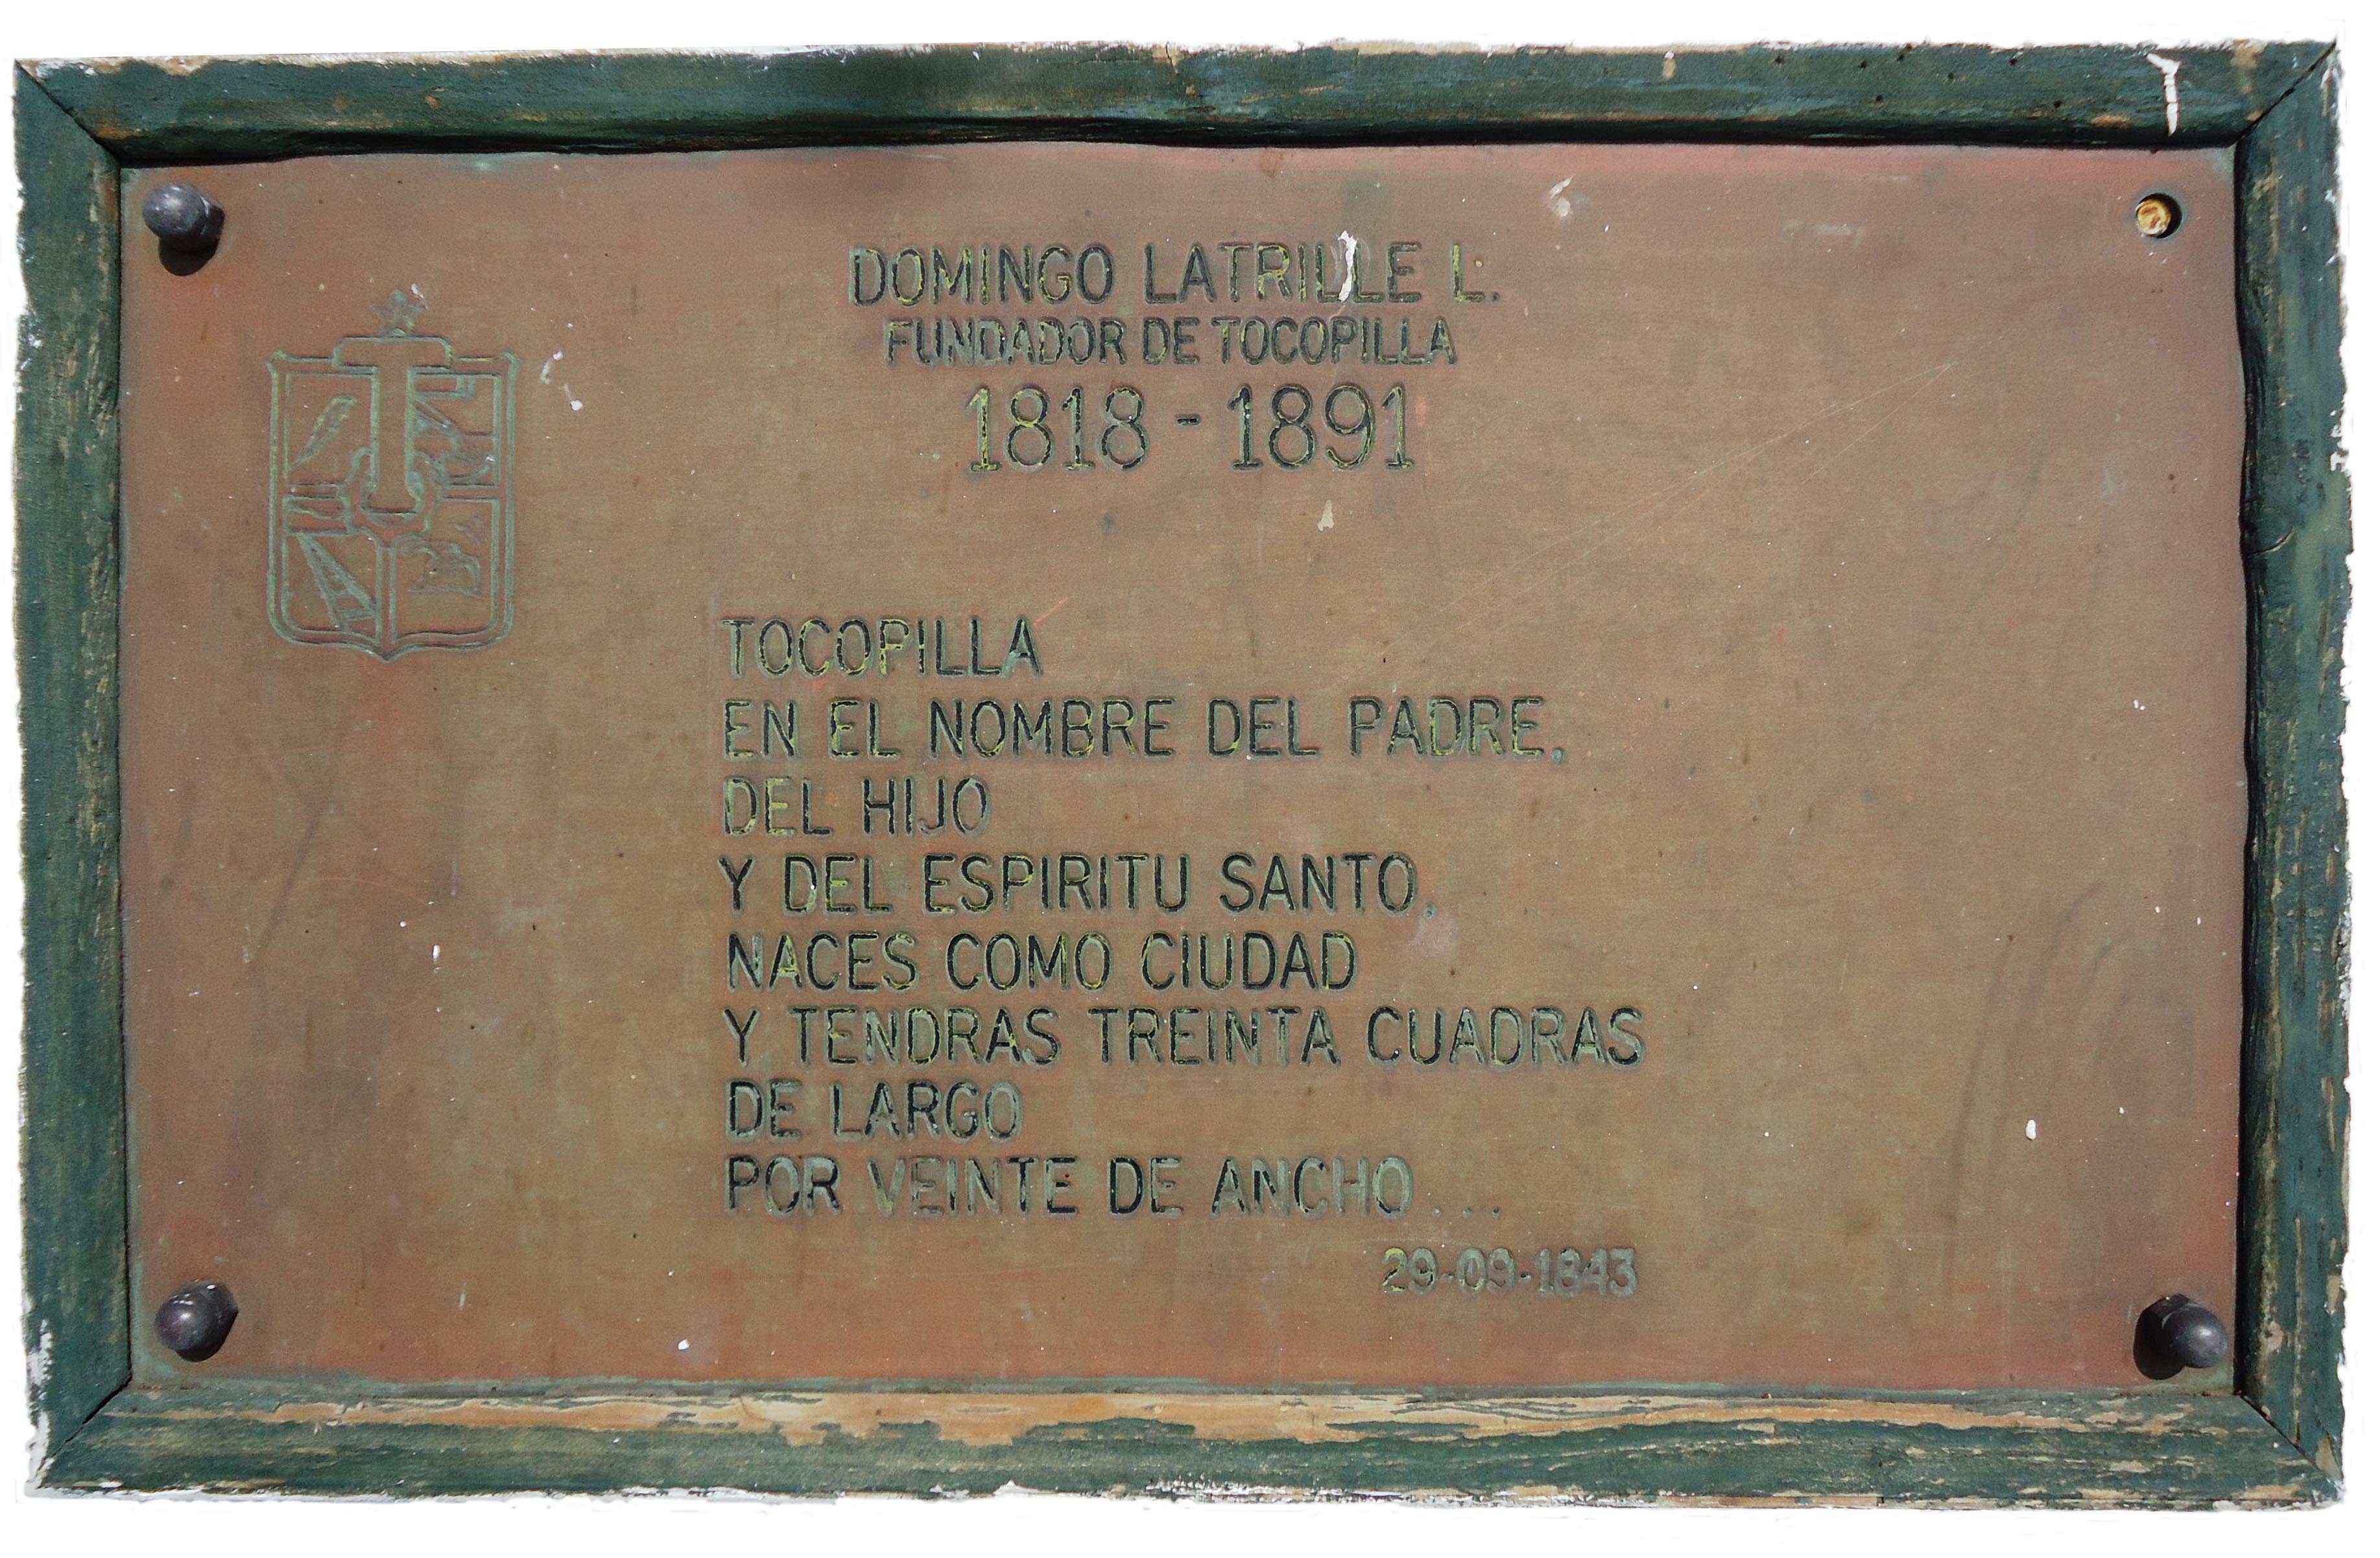 DOMINGO LATRILLE L.
FUNDADOR DE TOCOPILLA
1818 - 1891
TOCOPILLA
EN EL NOMBRE DEL PADRE,
DEL HIJO
Y DEL ESPIRITU SANTO,
NACES COMO CIUDAD
Y TENDRAS TREINTA CUADRAS
DE LARGO
POR VEINTE DE ANCHO...
29-09-1843